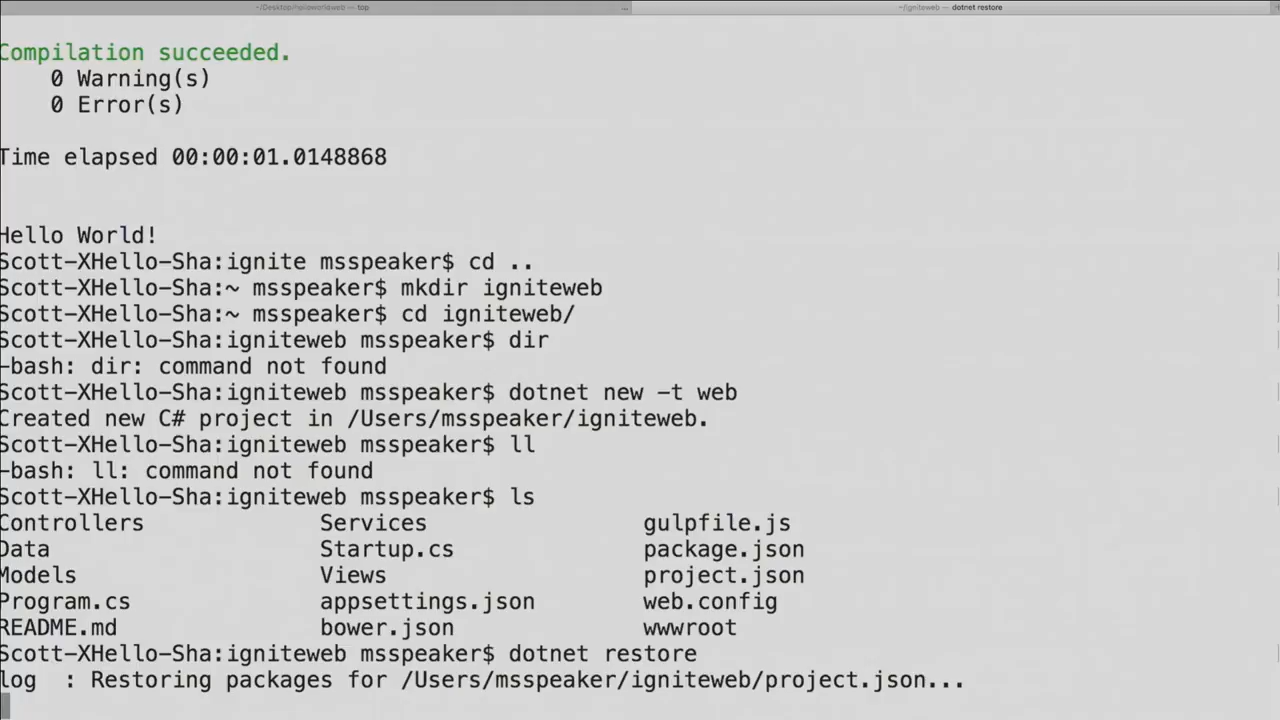 ~/Desktop/helloworldweb — top
... ~/igniteweb — dotnet restore
Compilation succeeded.
0 Warning(s)
0 Error(s)
Time elapsed 00:00:01.0148868
Hello World!
Scott-XHello-Sha:ignite msspeaker$ cd ..
Scott-XHello-Sha:~ msspeaker$ mkdir igniteweb
Scott-XHello-Sha:~ msspeaker$ cd igniteweb/
Scott-XHello-Sha:igniteweb msspeaker$ dir
-bash: dir: command not found
Scott-XHello-Sha:igniteweb msspeaker$ dotnet new -t web
Created new C# project in /Users/msspeaker/igniteweb.
Scott-XHello-Sha:igniteweb msspeaker$ ll
-bash: ll: command not found
Scott-XHello-Sha:igniteweb msspeaker$ ls
Controllers Services gulpfile.js
Data Startup.cs package.json
Models Views project.json
Program.cs appsettings.json web.config
README.md bower.json wwwroot
Scott-XHello-Sha:igniteweb msspeaker$ dotnet restore
log : Restoring packages for /Users/msspeaker/igniteweb/project.json...